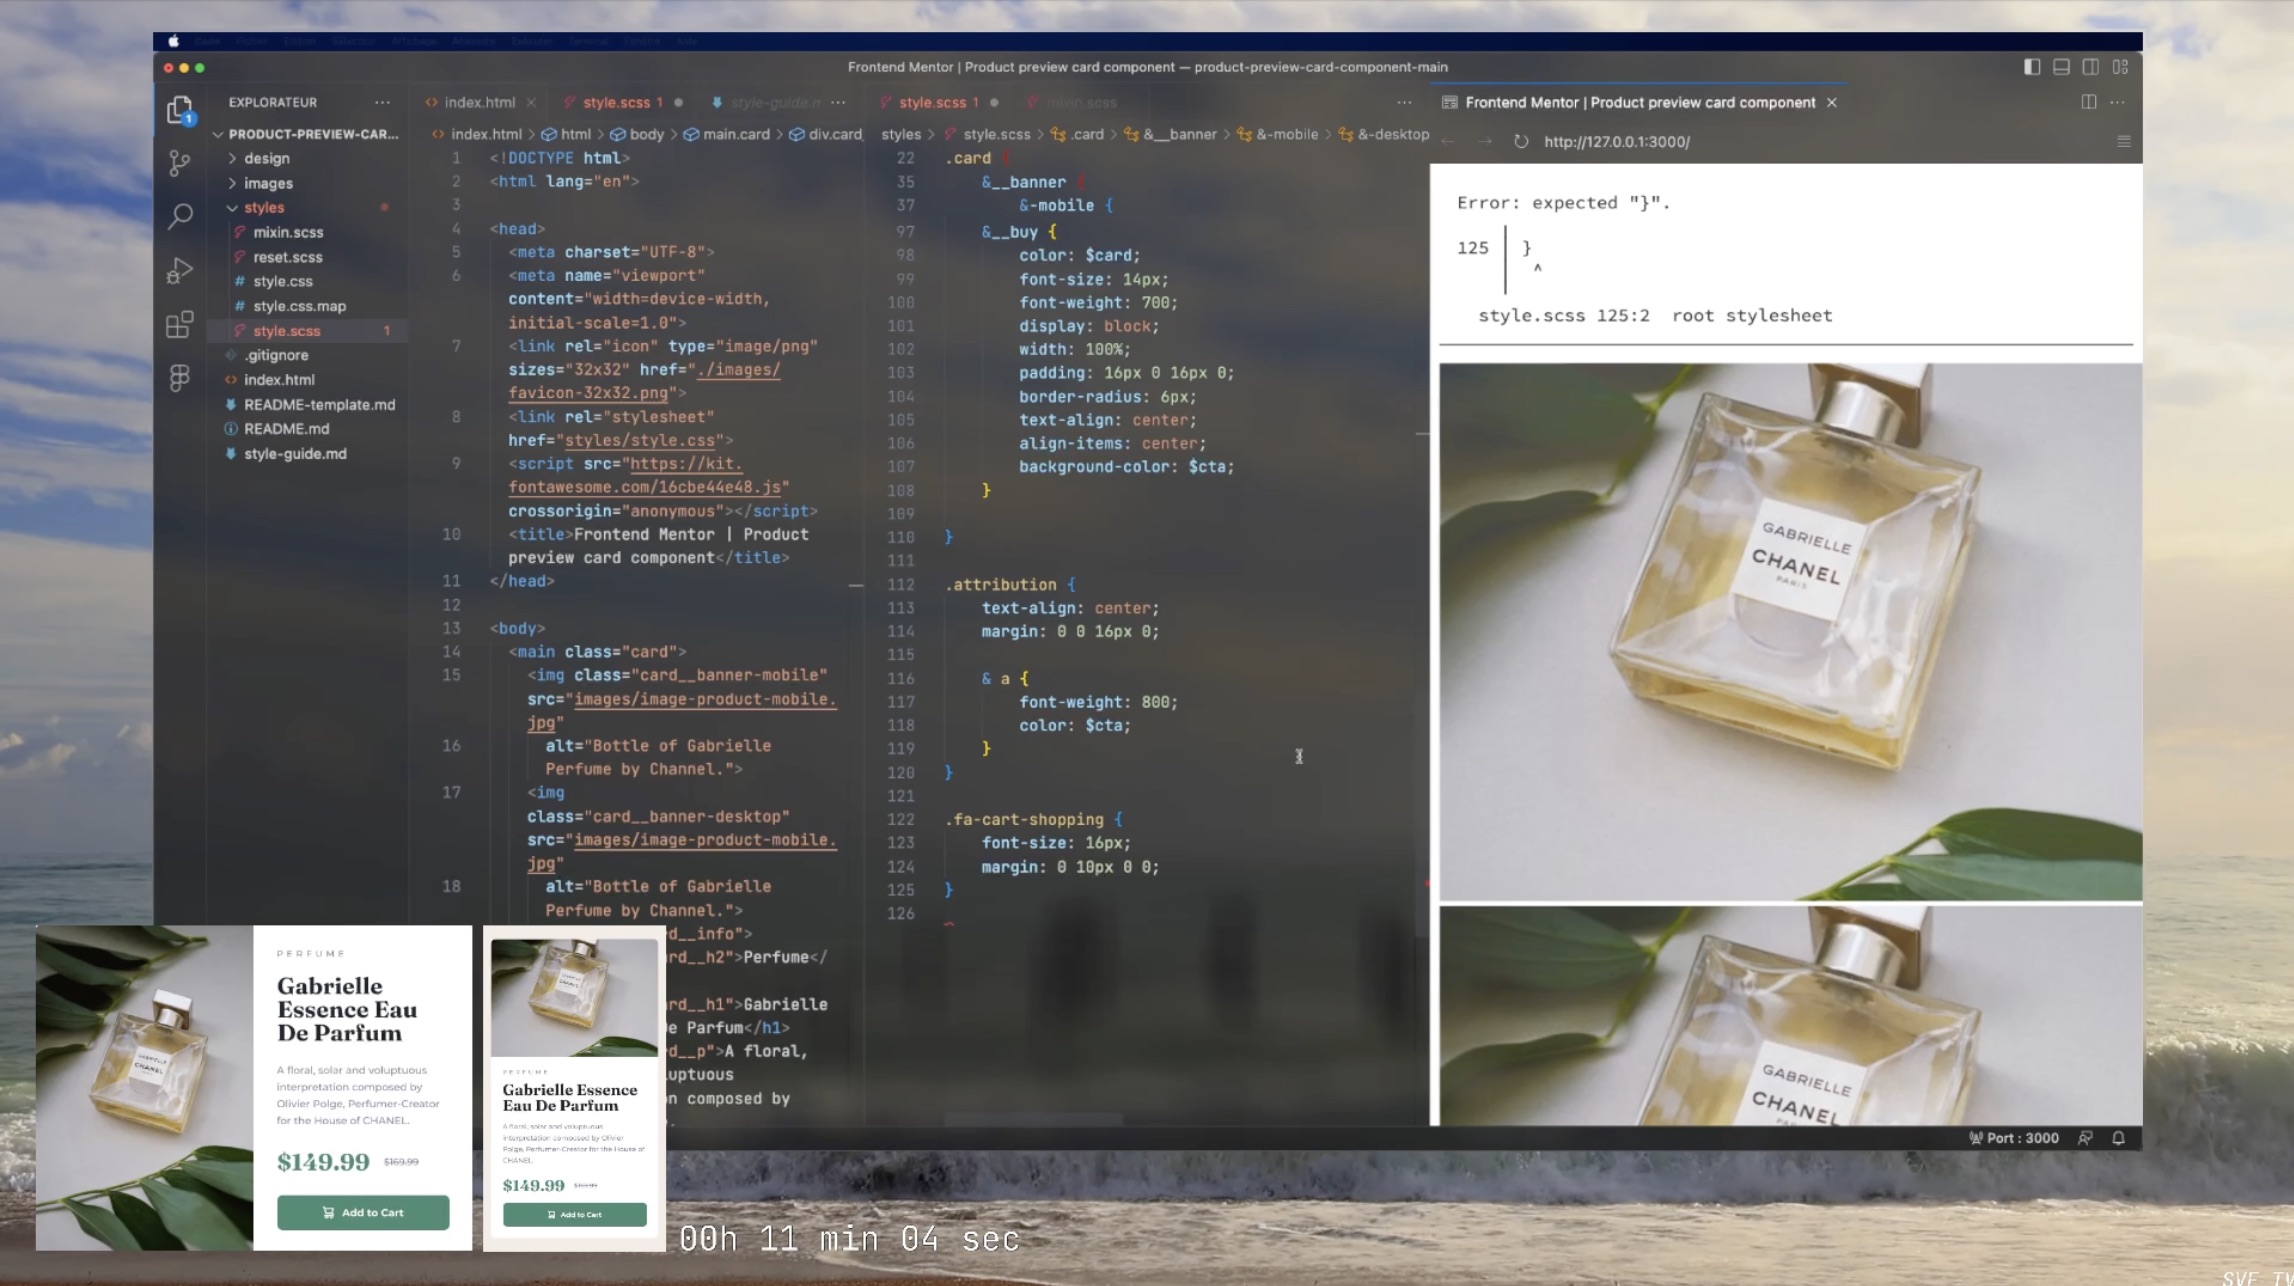 Frontend Mentor | Product preview card component — product-preview-card-component-main
EXPLORATEUR
1
PRODUCT-PREVIEW-CAR...
design
images
styles
mixin.scss
reset.scss
style.css
style.css.map
style.scss 1
.gitignore
index.html
README-template.md
README.md
style-guide.md
index.html
style.scss 1
style-guide.m
index.html > html > body > main.card > div.card
1 <!DOCTYPE html>
2 <html lang="en">
3
4 <head>
5 <meta charset="UTF-8">
6 <meta name="viewport"
content="width=device-width,
initial-scale=1.0">
7 <link rel="icon" type="image/png"
sizes="32x32" href="./images/
favicon-32x32.png">
8 <link rel="stylesheet"
href="styles/style.css">
9 <script src="https://kit.
fontawesome.com/16cbe44e48.js"
crossorigin="anonymous"></script>
10 <title>Frontend Mentor | Product
preview card component</title>
11 </head>
12
13 <body>
14 <main class="card">
15 <img class="card__banner-mobile"
src="images/image-product-mobile.
jpg"
16 alt="Bottle of Gabrielle
Perfume by Channel.">
17 <img
class="card__banner-desktop"
src="images/image-product-mobile.
jpg"
18 alt="Bottle of Gabrielle
Perfume by Channel.">
d__info">
rd__h2">Perfume</
rd__h1">Gabrielle
e Parfum</h1>
d__p">A floral,
uptuous
n composed by
style.scss 1
mixin.scss
styles > style.scss > .card > &__banner > &-mobile > &-desktop
22 .card {
35 &__banner {
37 &-mobile {
97 &__buy {
98 color: $card;
99 font-size: 14px;
100 font-weight: 700;
101 display: block;
102 width: 100%;
103 padding: 16px 0 16px 0;
104 border-radius: 6px;
105 text-align: center;
106 align-items: center;
107 background-color: $cta;
108 }
109
110 }
111
112 .attribution {
113 text-align: center;
114 margin: 0 0 16px 0;
115
116 & a {
117 font-weight: 800;
118 color: $cta;
119 }
120 }
121
122 .fa-cart-shopping {
123 font-size: 16px;
124 margin: 0 10px 0 0;
125 }
126
Frontend Mentor | Product preview card component
http://127.0.0.1:3000/
Error: expected "}".
125 | }
^
style.scss 125:2 root stylesheet
GABRIELLE
CHANEL
PARIS
GABRIELLE
CHANEL
Port : 3000
GABRIELLE
CHANEL
PERFUME
Gabrielle
Essence Eau
De Parfum
A floral, solar and voluptuous
interpretation composed by
Olivier Polge, Perfumer-Creator
for the House of CHANEL.
$149.99 $169.99
Add to Cart
PERFUME
Gabrielle Essence
Eau De Parfum
A floral, solar and voluptuous
interpretation composed by Olivier
Polge, Perfumer-Creator for the House of
CHANEL.
$149.99
Add to Cart
00h 11 min 04 sec